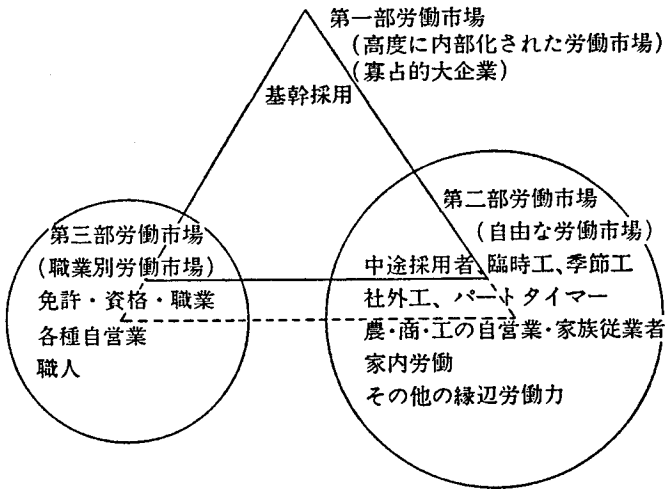 第一部労働市場
(高度に内部化された労働市場)
(寡占的大企業)
基幹採用
第二部労働市場
(自由な労働市場)
中途採用者、臨時工、季節工
社外工、パートタイマー
農・商・工の自営業・家族従業者
家内労働
その他の縁辺労働力
第三部労働市場
(職業別労働市場)
免許・資格・職業
各種自営業
職人